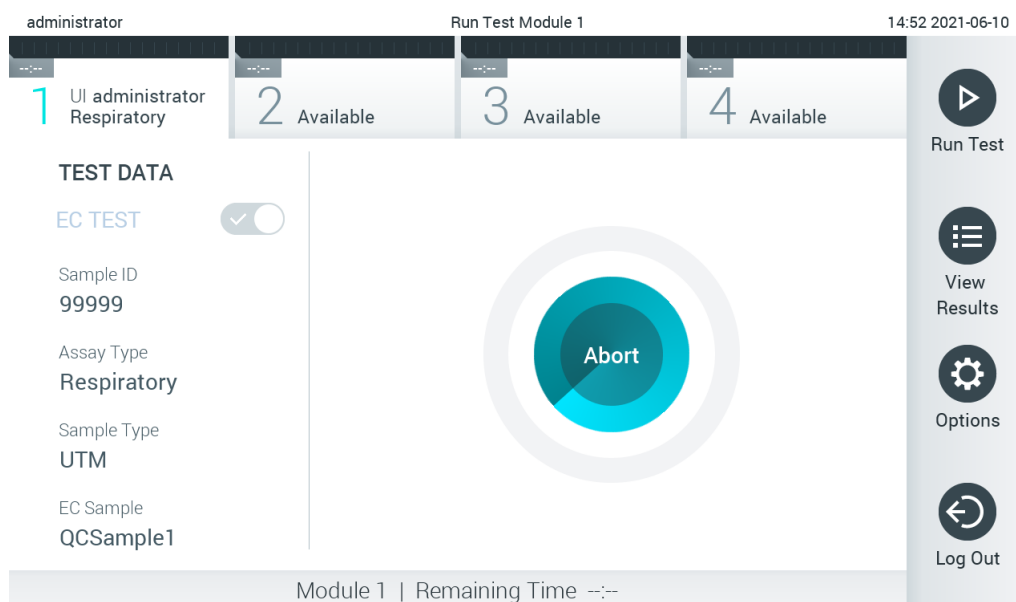 administrator
Run Test Module 1
14:52 2021-06-10
--:--
--:--
--:--
--:--
1
UI administrator
Respiratory
2 Available
3 Available
4 Available
Run Test
TEST DATA
EC TEST
Sample ID
99999
Assay Type
Respiratory
Sample Type
UTM
EC Sample
QCSample1
Abort
View
Results
Options
Log Out
Module 1 | Remaining Time --:--